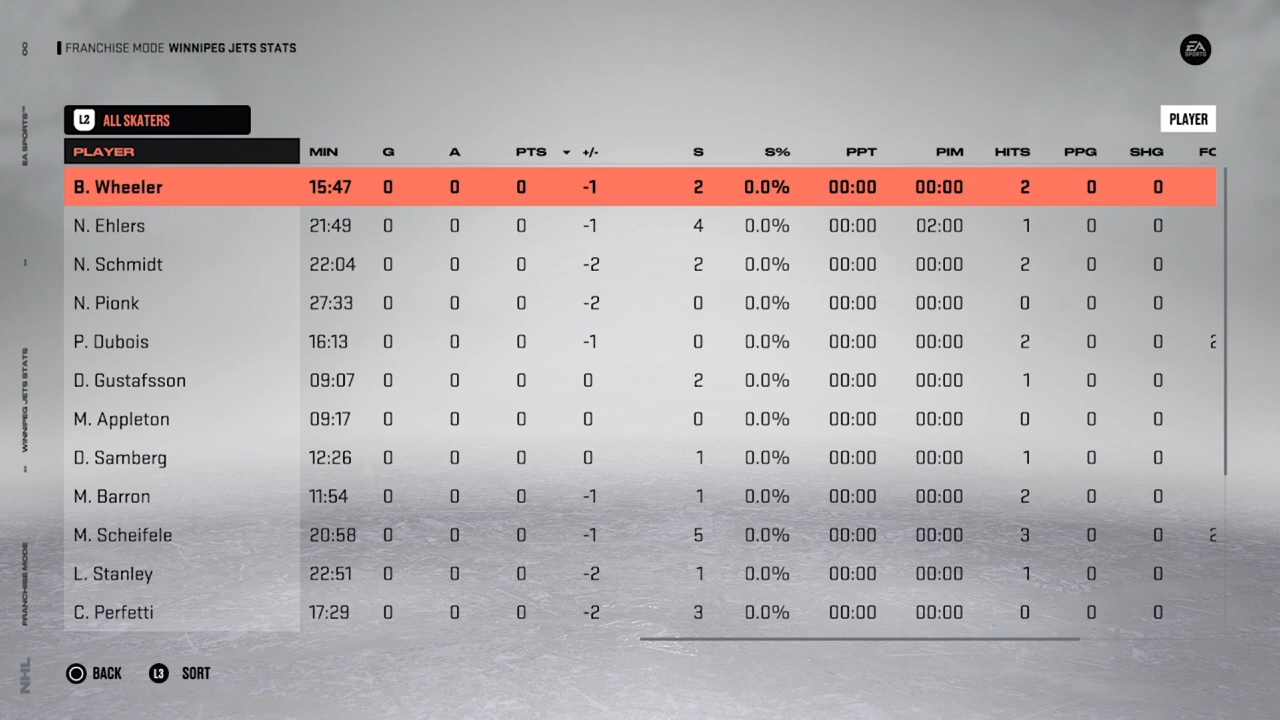 FRANCHISE MODE WINNIPEG JETS STATS
EA SPORTS
L2 ALL SKATERS
PLAYER
PLAYER MIN G A PTS +/- S S% PPT PIM HITS PPG SHG
B. Wheeler 15:47 0 0 0 -1 2 0.0% 00:00 00:00 2 0 0
N. Ehlers 21:49 0 0 0 -1 4 0.0% 00:00 02:00 1 0 0
N. Schmidt 22:04 0 0 0 -2 2 0.0% 00:00 00:00 2 0 0
N. Pionk 27:33 0 0 0 -2 0 0.0% 00:00 00:00 0 0 0
P. Dubois 16:13 0 0 0 -1 0 0.0% 00:00 00:00 2 0 0
D. Gustafsson 09:07 0 0 0 0 2 0.0% 00:00 00:00 1 0 0
M. Appleton 09:17 0 0 0 0 0 0.0% 00:00 00:00 0 0 0
D. Samberg 12:26 0 0 0 0 1 0.0% 00:00 00:00 1 0 0
M. Barron 11:54 0 0 0 -1 1 0.0% 00:00 00:00 2 0 0
M. Scheifele 20:58 0 0 0 -1 5 0.0% 00:00 00:00 3 0 0
L. Stanley 22:51 0 0 0 -2 1 0.0% 00:00 00:00 1 0 0
C. Perfetti 17:29 0 0 0 -2 3 0.0% 00:00 00:00 0 0 0
BACK L3 SORT
NHL FRANCHISE MODE » WINNIPEG JETS STATS » EA SPORTS™